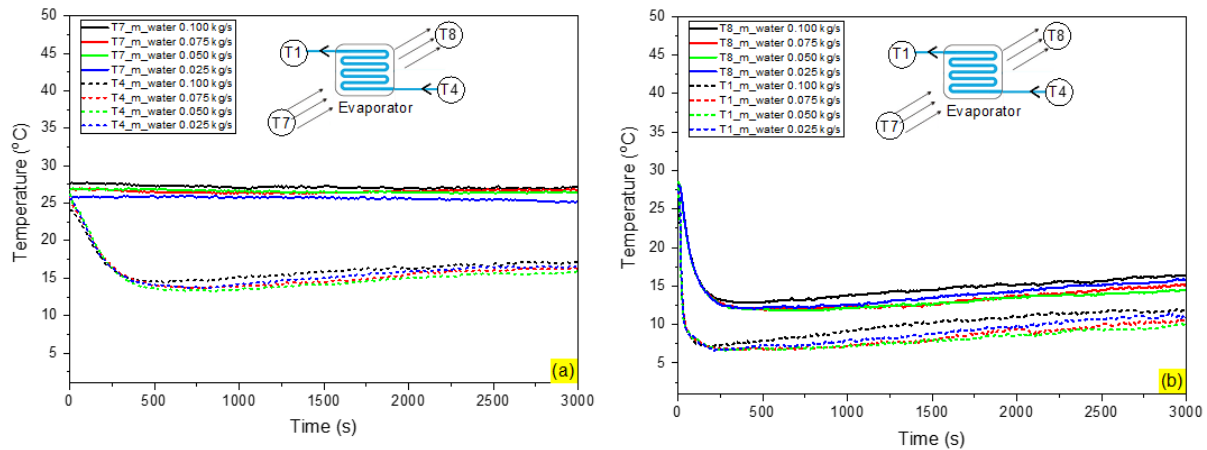 50
45
40
35
30
25
20
15
10
5
Temperature (°C)
T7_m_water 0.100 kg/s
T7_m_water 0.075 kg/s
T7_m_water 0.050 kg/s
T7_m_water 0.025 kg/s
T4_m_water 0.100 kg/s
T4_m_water 0.075 kg/s
T4_m_water 0.050 kg/s
T4_m_water 0.025 kg/s
T1
T8
T4
Evaporator
T7
(a)
0 500 1000 1500 2000 2500 3000
Time (s)
50
45
40
35
30
25
20
15
10
5
Temperature (°C)
T8_m_water 0.100 kg/s
T8_m_water 0.075 kg/s
T8_m_water 0.050 kg/s
T8_m_water 0.025 kg/s
T1_m_water 0.100 kg/s
T1_m_water 0.075 kg/s
T1_m_water 0.050 kg/s
T1_m_water 0.025 kg/s
T1
T8
T4
Evaporator
T7
(b)
0 500 1000 1500 2000 2500 3000
Time (s)